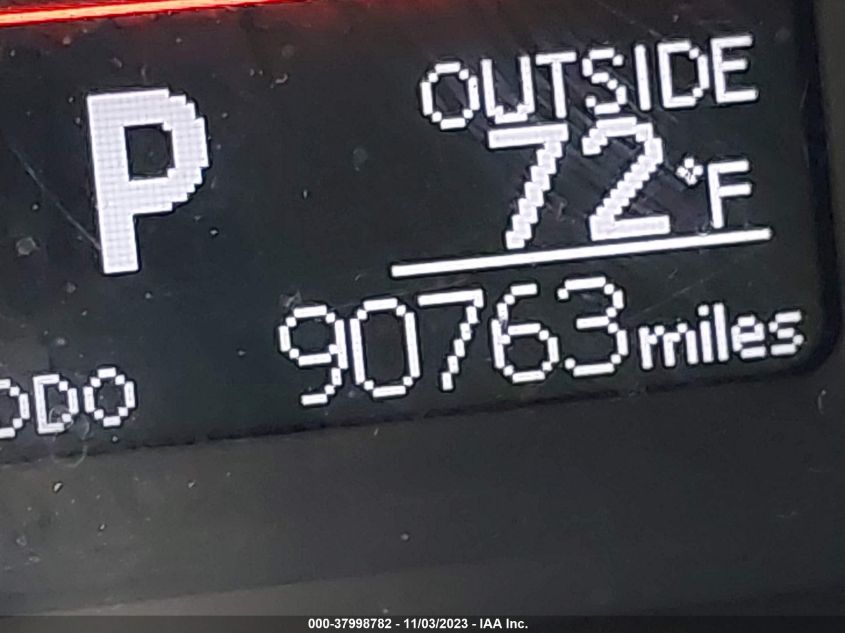 P
OUTSIDE
72°F
90763 miles
ODO
000-37998782 - 11/03/2023 - IAA Inc.